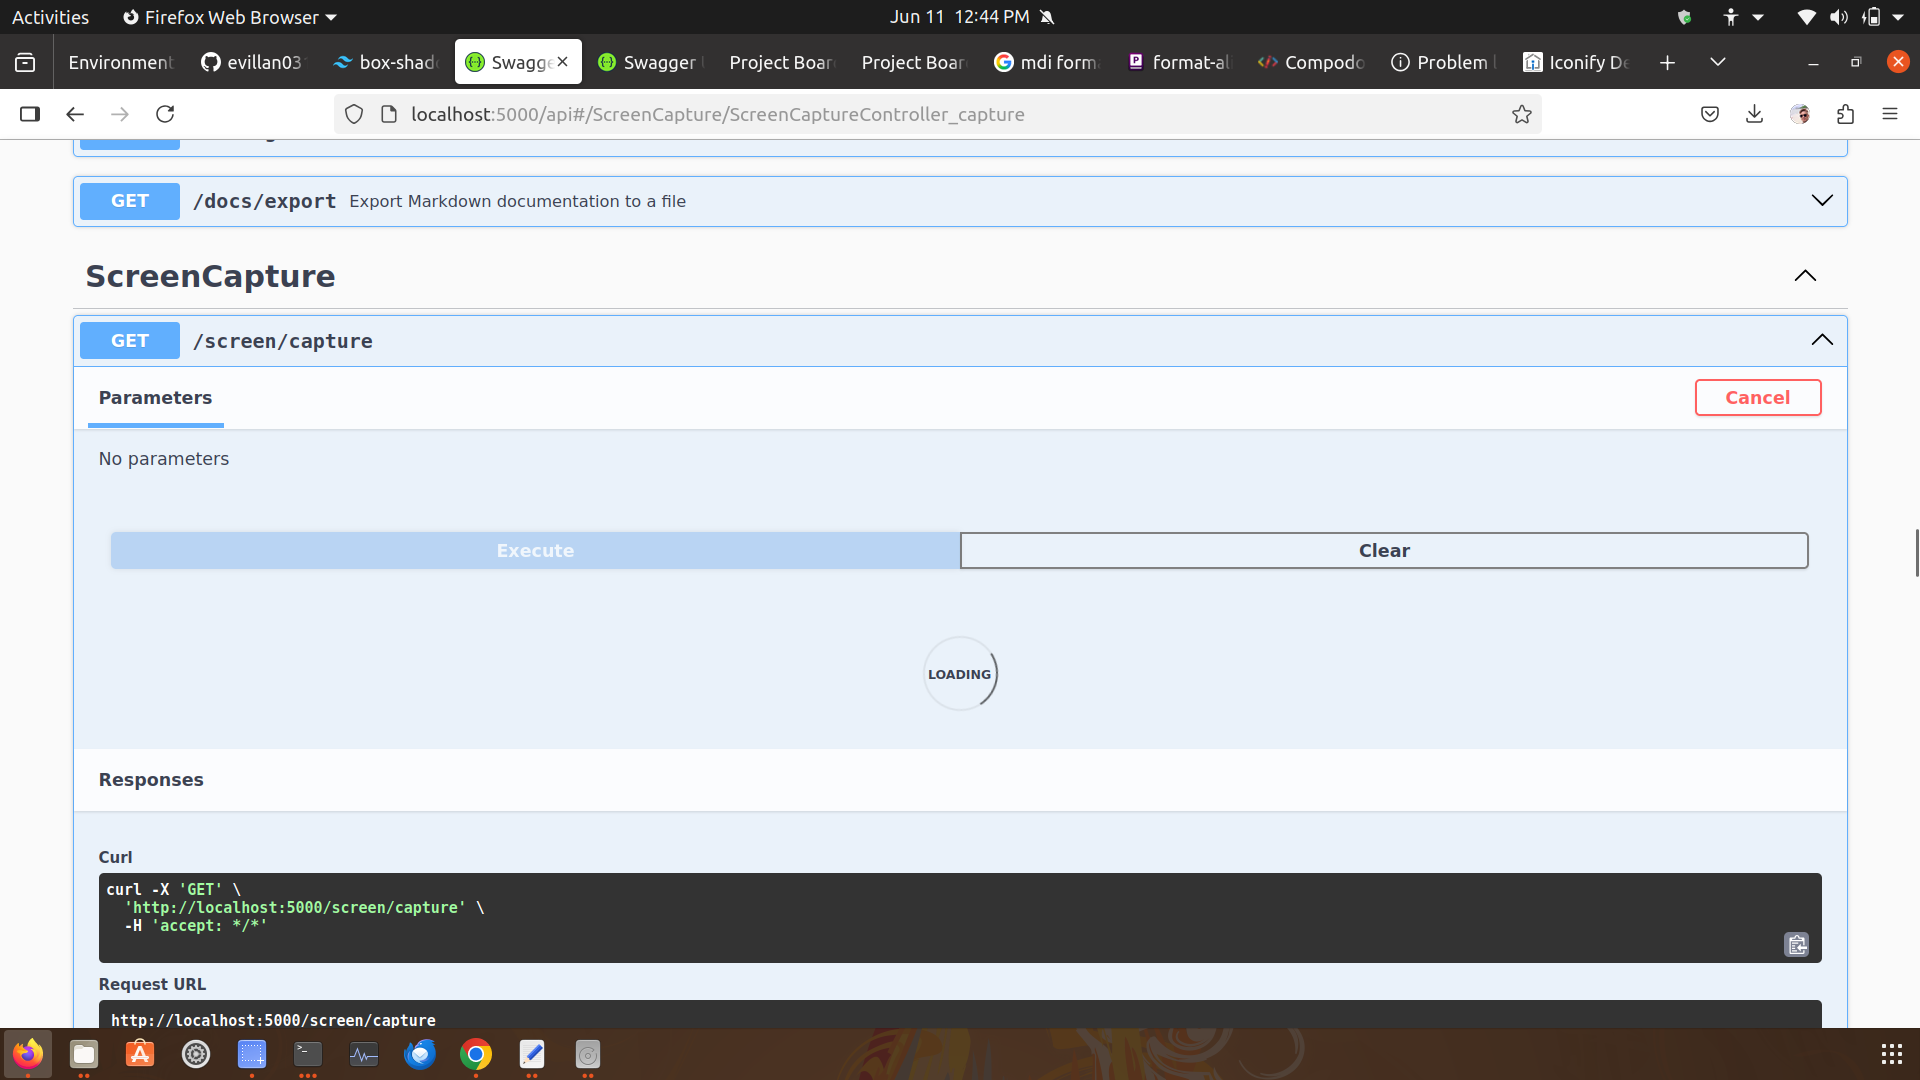 Activities
Firefox Web Browser
Jun 11 12:44 PM
Environment
evillan03
box-shad
Swagge
Swagger
Project Boar
Project Boar
mdi form
format-al
Compodo
Problem
Iconify De
localhost:5000/api#/ScreenCapture/ScreenCaptureController_capture
GET
/docs/export
Export Markdown documentation to a file
ScreenCapture
GET
/screen/capture
Parameters
Cancel
No parameters
Execute
Clear
LOADING
Responses
Curl
curl -X 'GET' \
'http://localhost:5000/screen/capture' \
-H 'accept: */*'
Request URL
http://localhost:5000/screen/capture